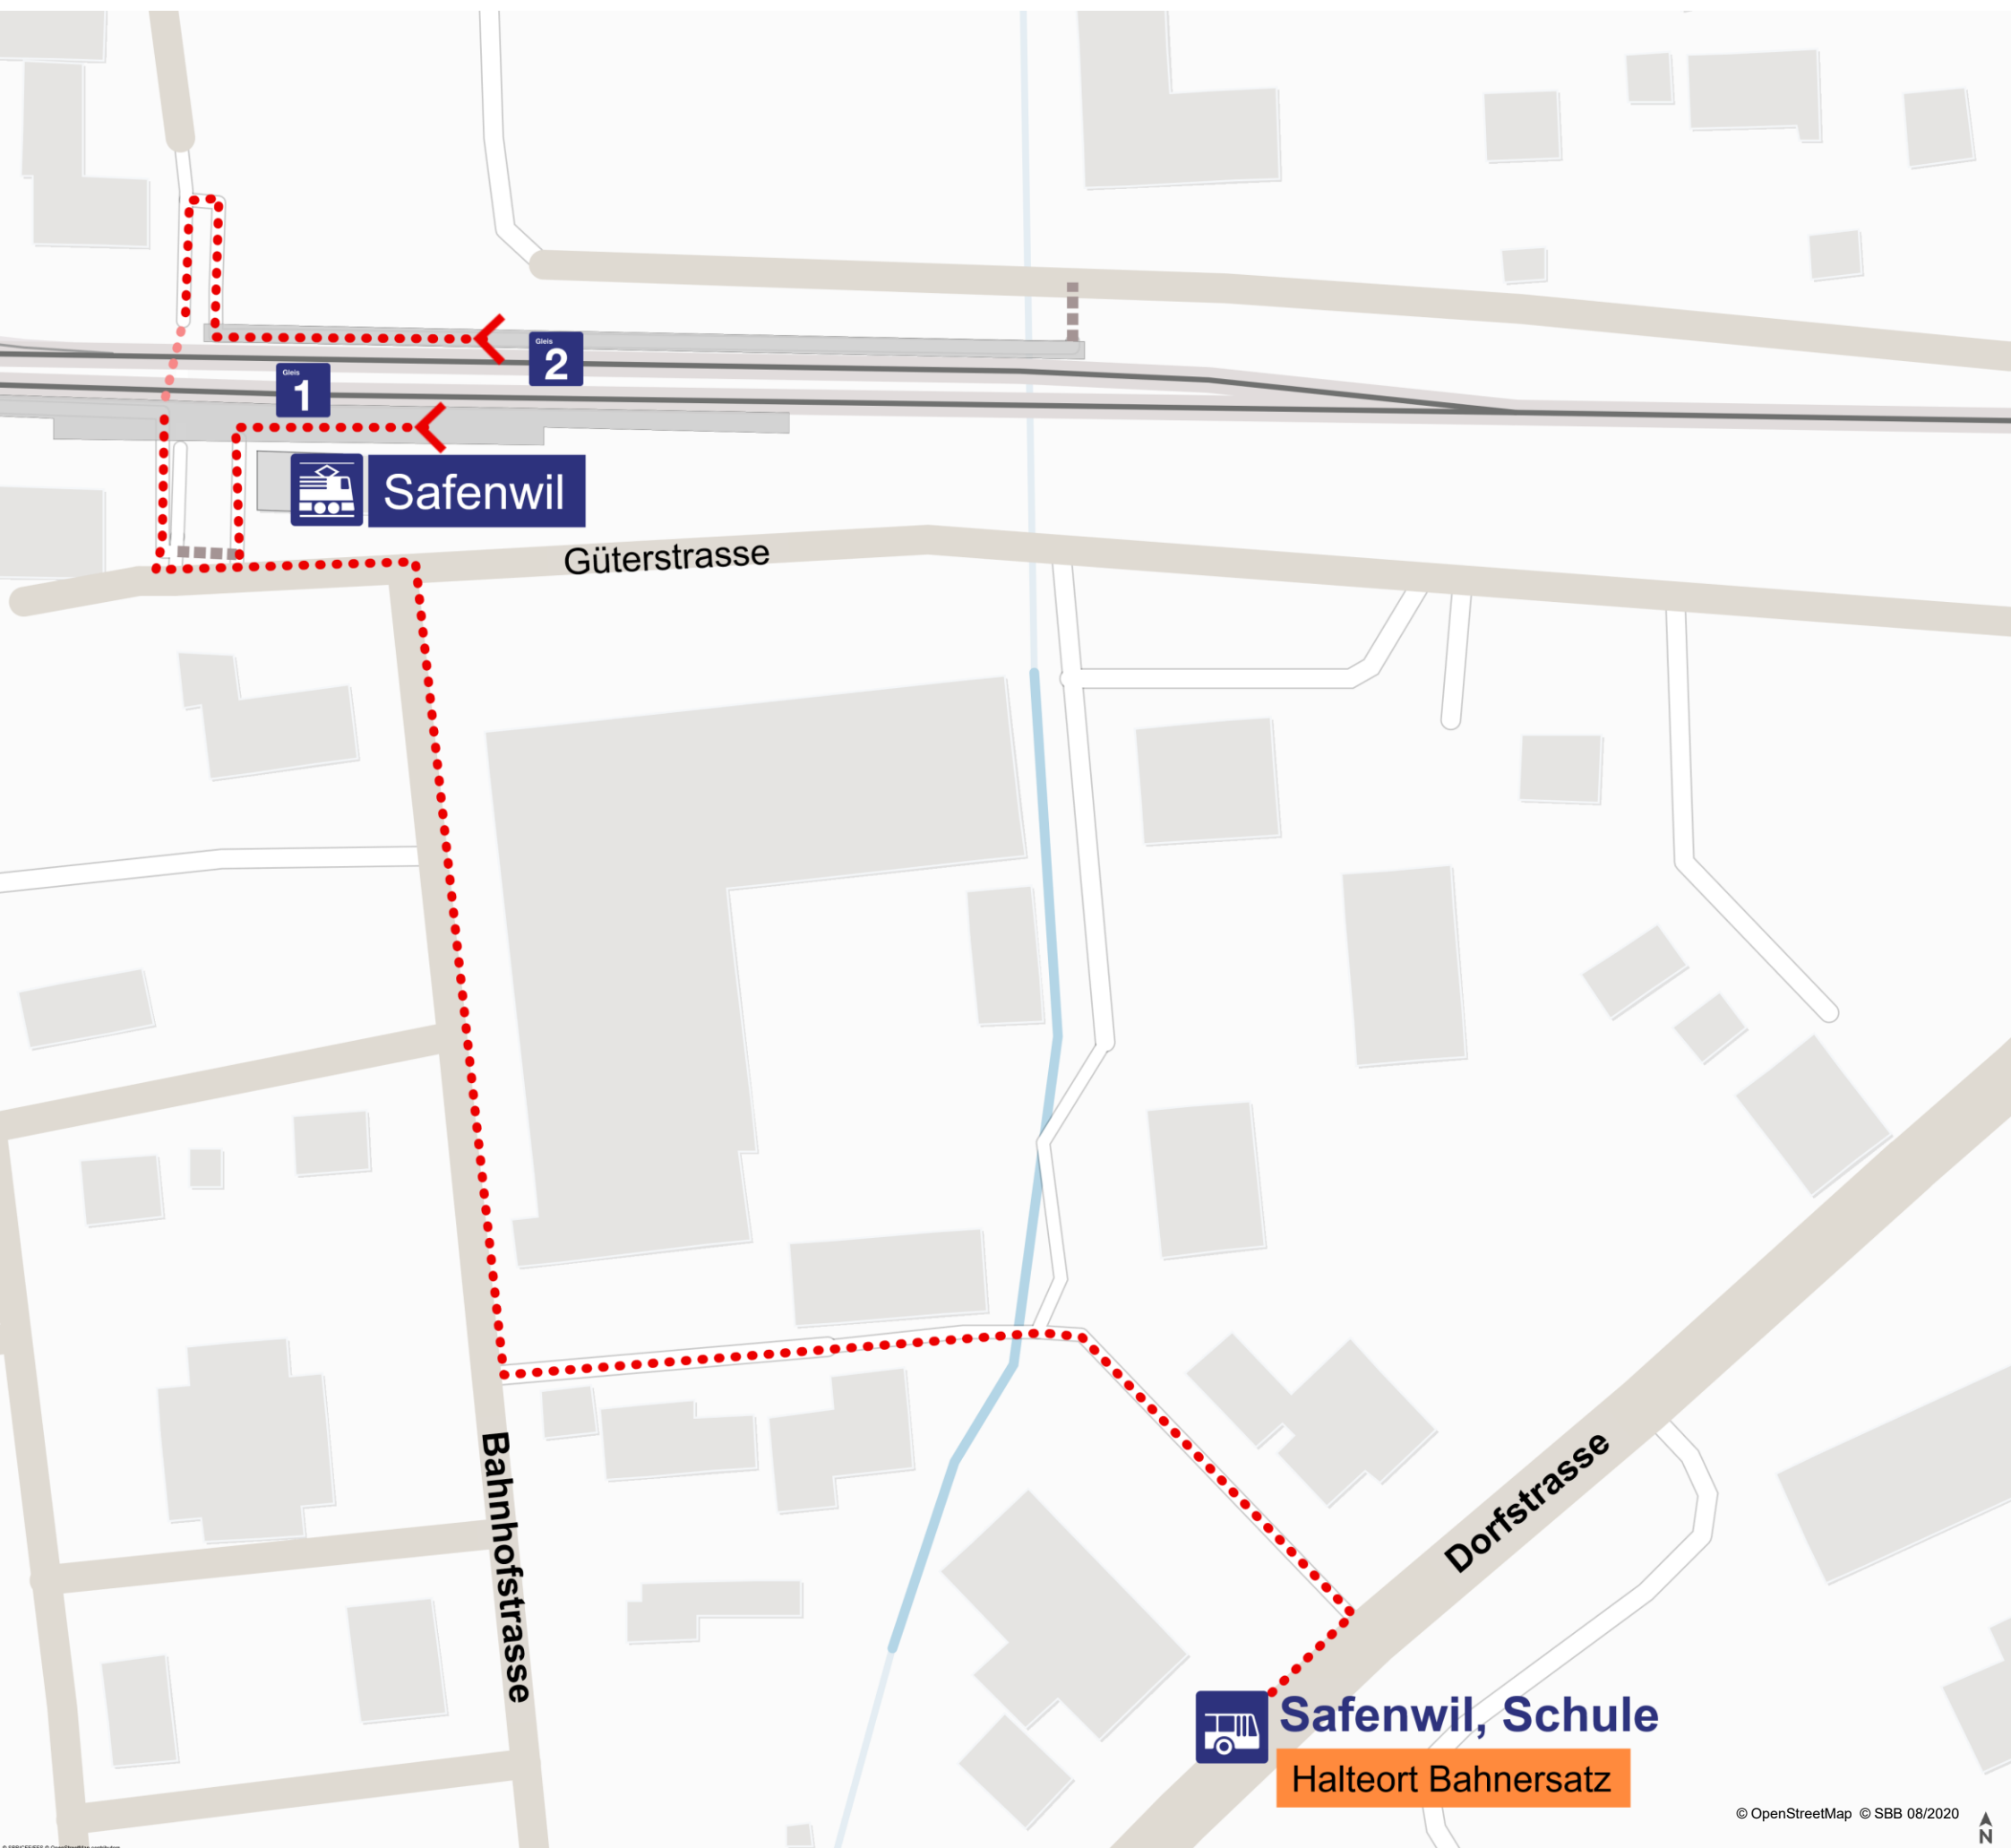 Gleis
2
Gleis
1
Safenwil
Güterstrasse
Bahnhofstrasse
Dorfstrasse
Safenwil, Schule
Halteort Bahnersatz
© OpenStreetMap © SBB 08/2020
N